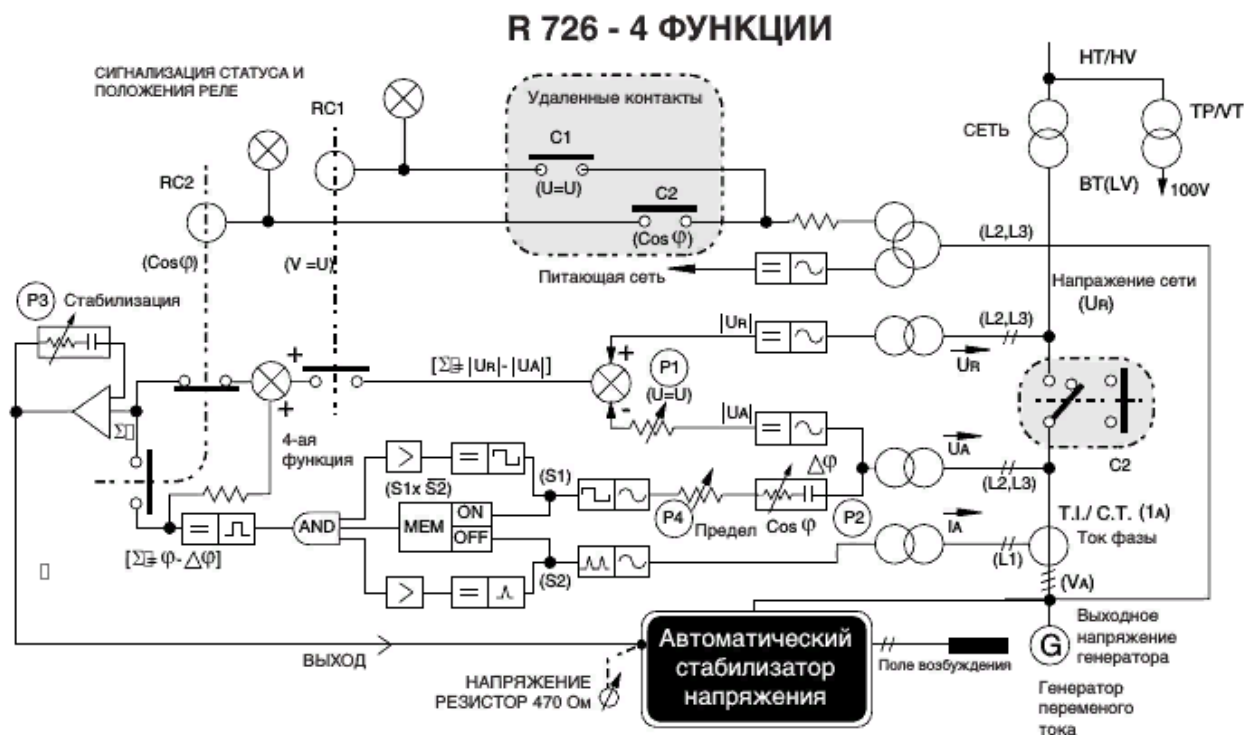 R 726 - 4 ФУНКЦИИ
СИГНАЛИЗАЦИЯ СТАТУСА И
ПОЛОЖЕНИЯ РЕЛЕ
RC1
RC2
Удаленные контакты
C1
(U=U)
C2
(Cos φ)
HT/HV
СЕТЬ
TP/VT
BT(LV)
100V
(L2,L3)
(Cosφ)
(V =U)
Питающая сеть
=
~
Напражение сети
(UR)
P3
Стабилизация
|UR|
=
~
(L2,L3)
UR
+
+
[Σ = |UR|- |UA|]
+
-
P1
(U=U)
|UA|
=
~
UA
(L2,L3)
C2
Σ
4-ая
функция
>
=
(S1x S2)
(S1)
~
P4
Предел
Δφ
Cos φ
P2
AND
MEM
ON
OFF
=
[Σ = φ- Δφ]
(S2)
~
IA
(L1)
T.I./ C.T. (1A)
Ток фазы
(VA)
>
=
ВЫХОД
НАПРЯЖЕНИЕ
РЕЗИСТОР 470 Ом
Автоматический
стабилизатор
напряжения
Поле возбуждения
G
Выходное
напряжение
генератора
Генератор
переменого
тока